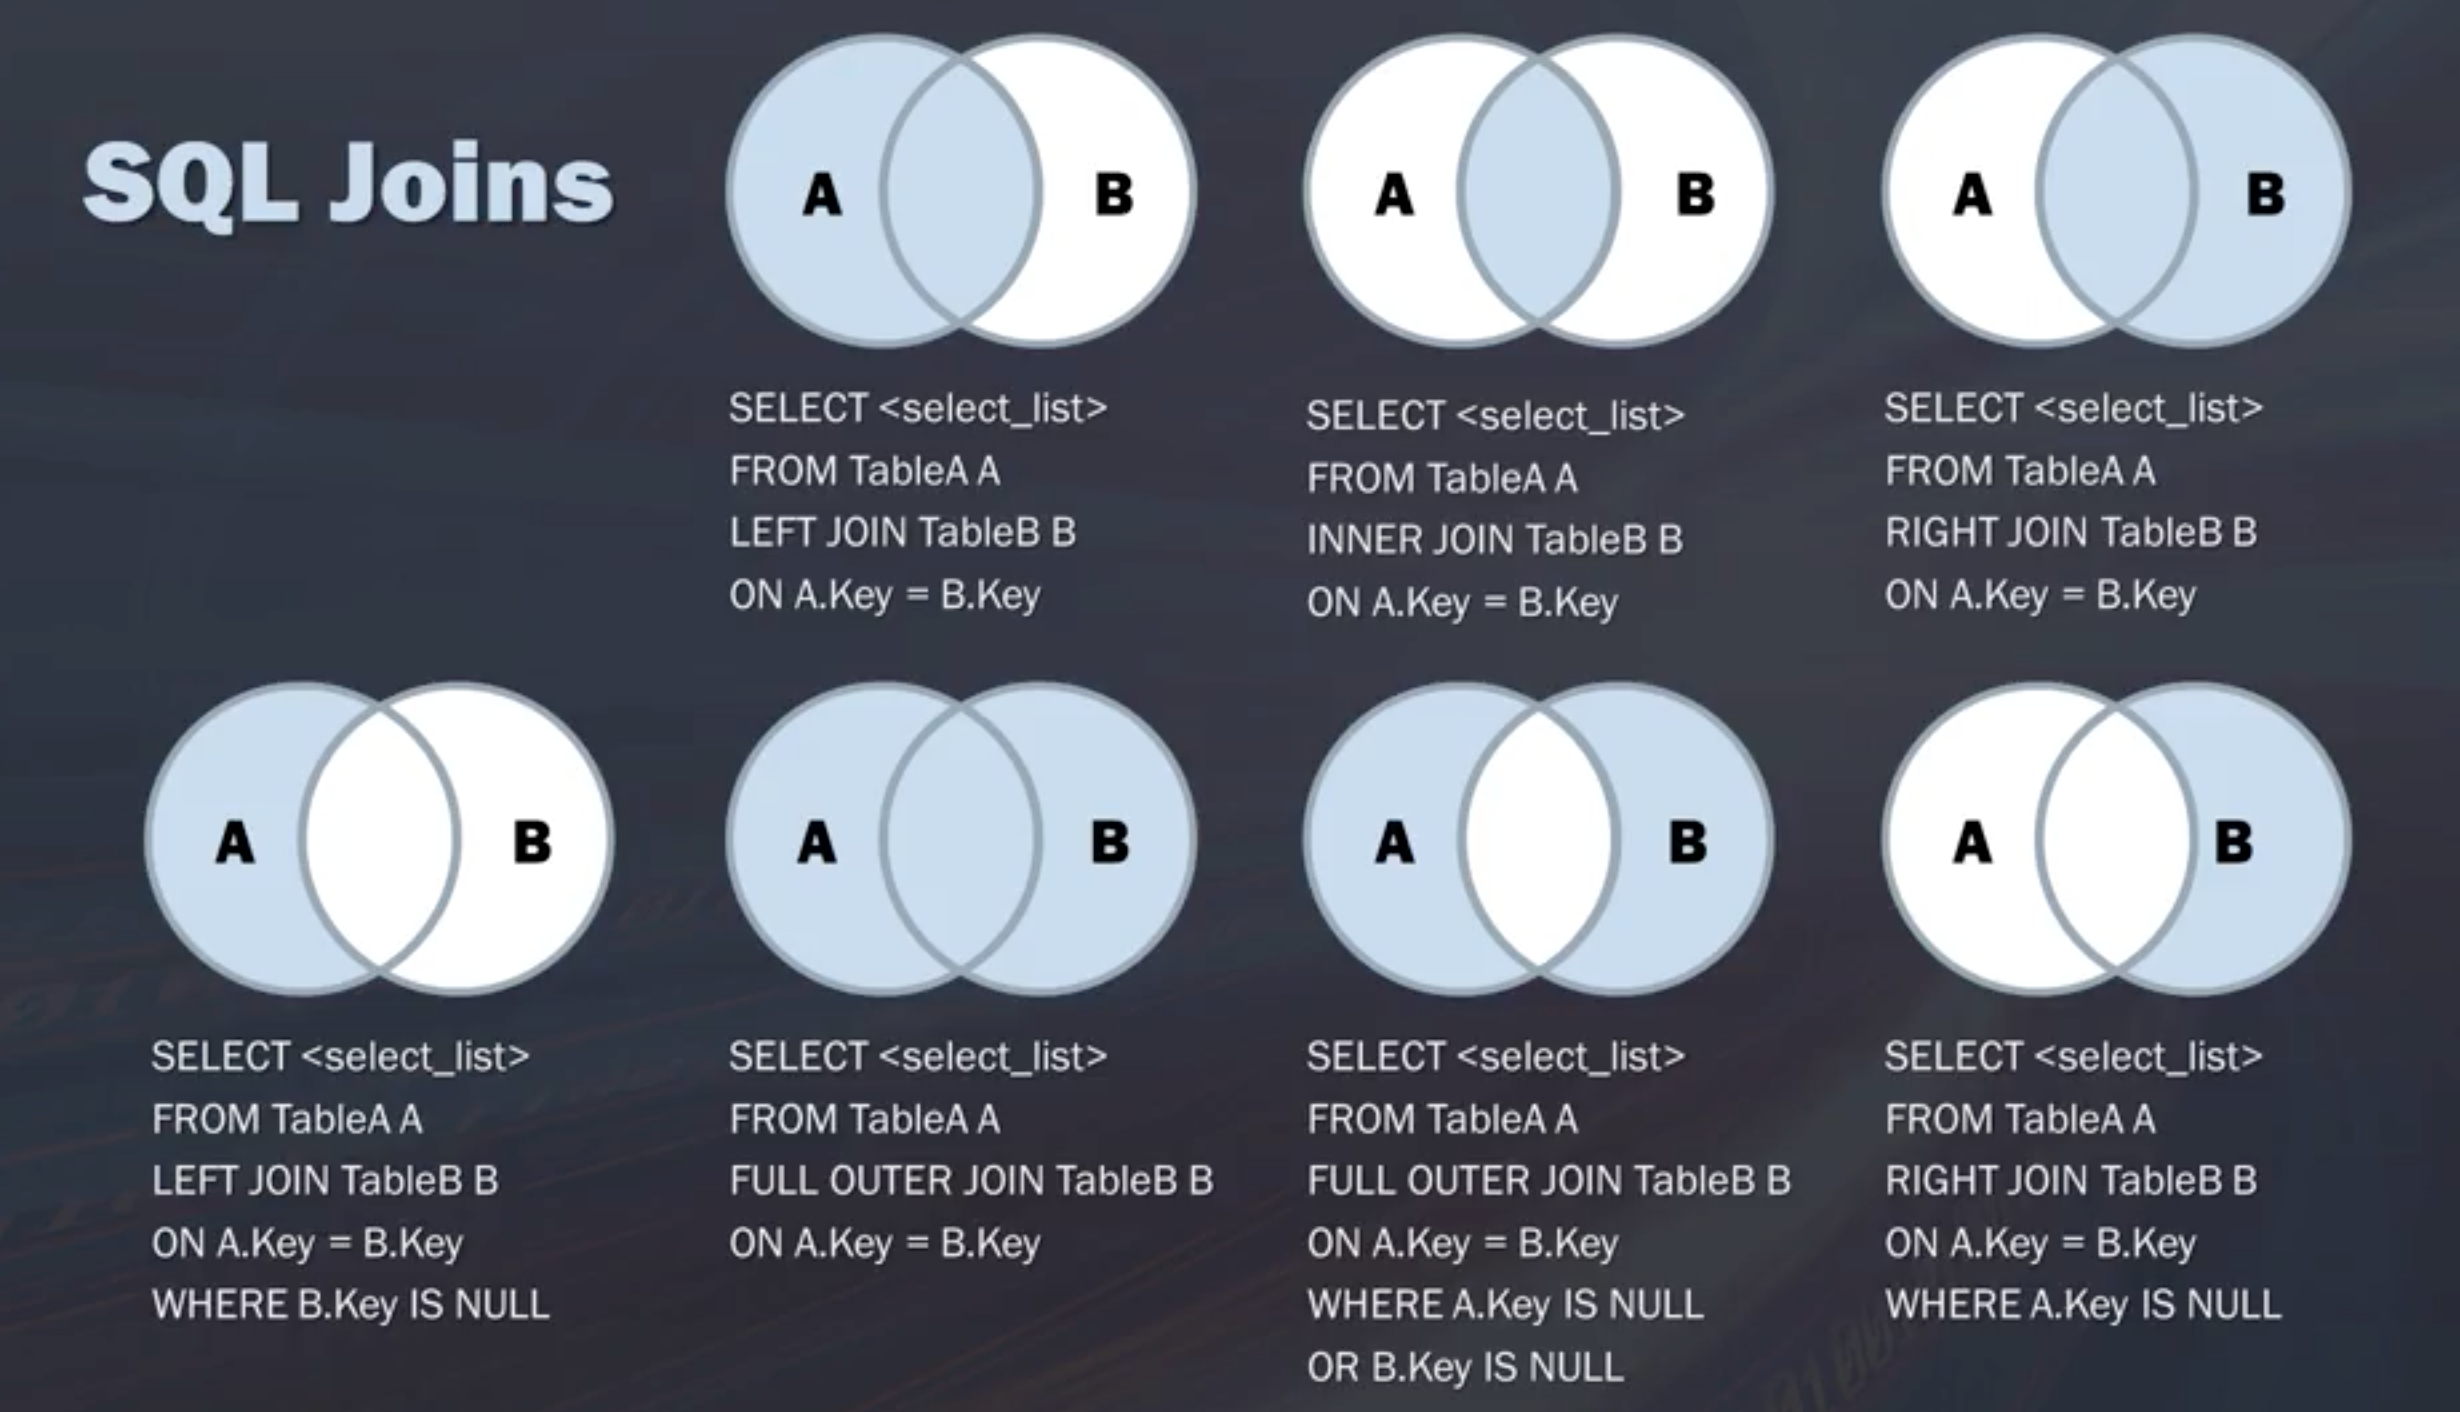 SQL Joins
A B
SELECT <select_list>
FROM TableA A
LEFT JOIN TableB B
ON A.Key = B.Key
A B
SELECT <select_list>
FROM TableA A
INNER JOIN TableB B
ON A.Key = B.Key
A B
SELECT <select_list>
FROM TableA A
RIGHT JOIN TableB B
ON A.Key = B.Key
A B
SELECT <select_list>
FROM TableA A
LEFT JOIN TableB B
ON A.Key = B.Key
WHERE B.Key IS NULL
A B
SELECT <select_list>
FROM TableA A
FULL OUTER JOIN TableB B
ON A.Key = B.Key
A B
SELECT <select_list>
FROM TableA A
FULL OUTER JOIN TableB B
ON A.Key = B.Key
WHERE A.Key IS NULL
OR B.Key IS NULL
A B
SELECT <select_list>
FROM TableA A
RIGHT JOIN TableB B
ON A.Key = B.Key
WHERE A.Key IS NULL